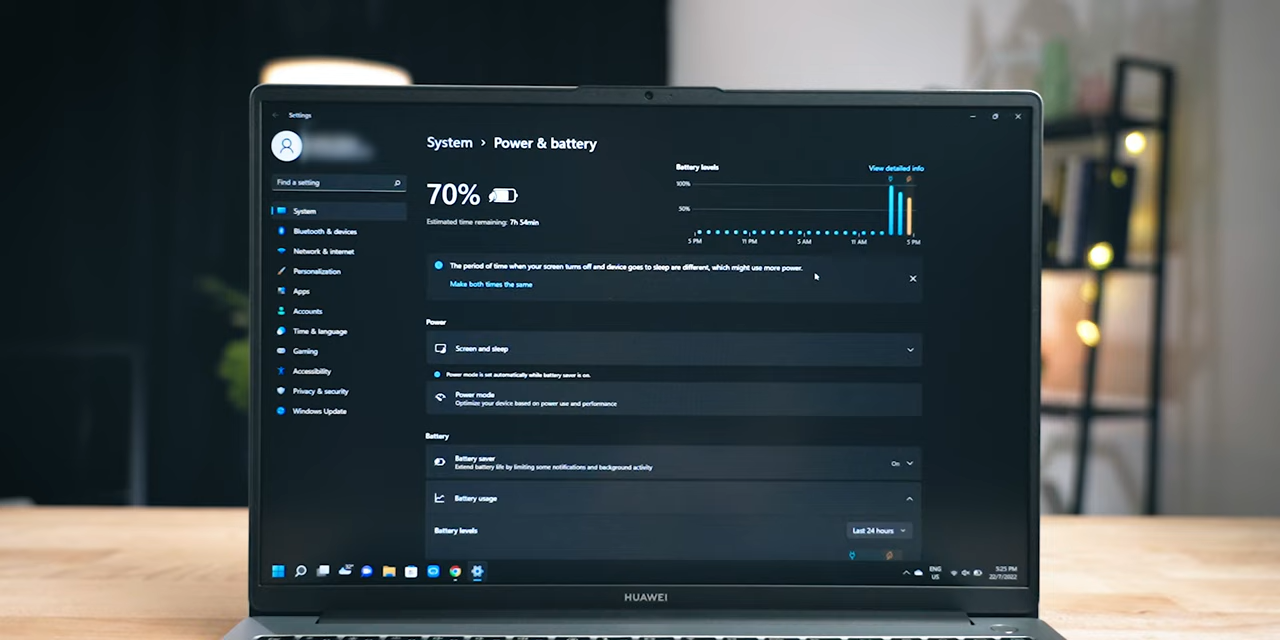 Settings
Find a setting
System
Bluetooth & devices
Network & internet
Personalization
Apps
Accounts
Time & language
Gaming
Accessibility
Privacy & security
Windows Update
System > Power & battery
70%
Estimated time remaining: 7h 54min
Battery levels
View detailed info
100%
50%
5 PM 11 PM 5 AM 11 AM 5 PM
The period of time when your screen turns off and device goes to sleep are different, which might use more power.
Make both times the same
Power
Screen and sleep
Power mode is set automatically while battery saver is on.
Power mode
Optimize your device based on power use and performance
Battery
Battery saver
Extend battery life by limiting some notifications and background activity
On
Battery usage
Battery levels
Last 24 hours
ENG
US
5:25 PM
22/7/2022
HUAWEI